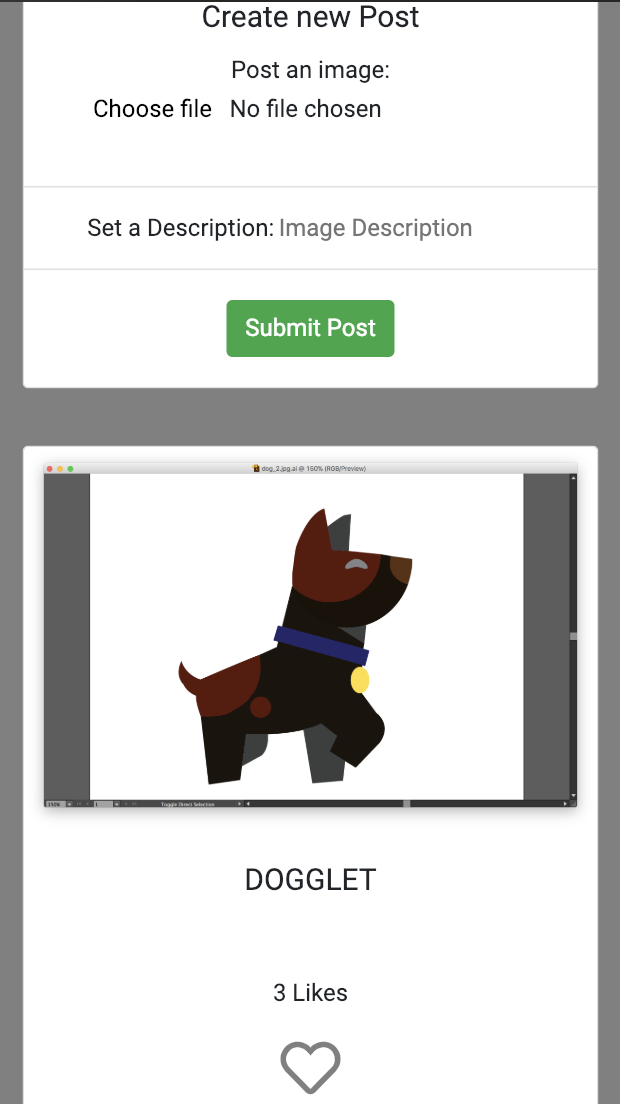 Create new Post
Post an image:
Choose file No file chosen
Set a Description: Image Description
Submit Post
dog_2.jpg.ai @ 150% (RGB/Preview)
150%
1
Toggle Direct Selection
DOGGLET
3 Likes